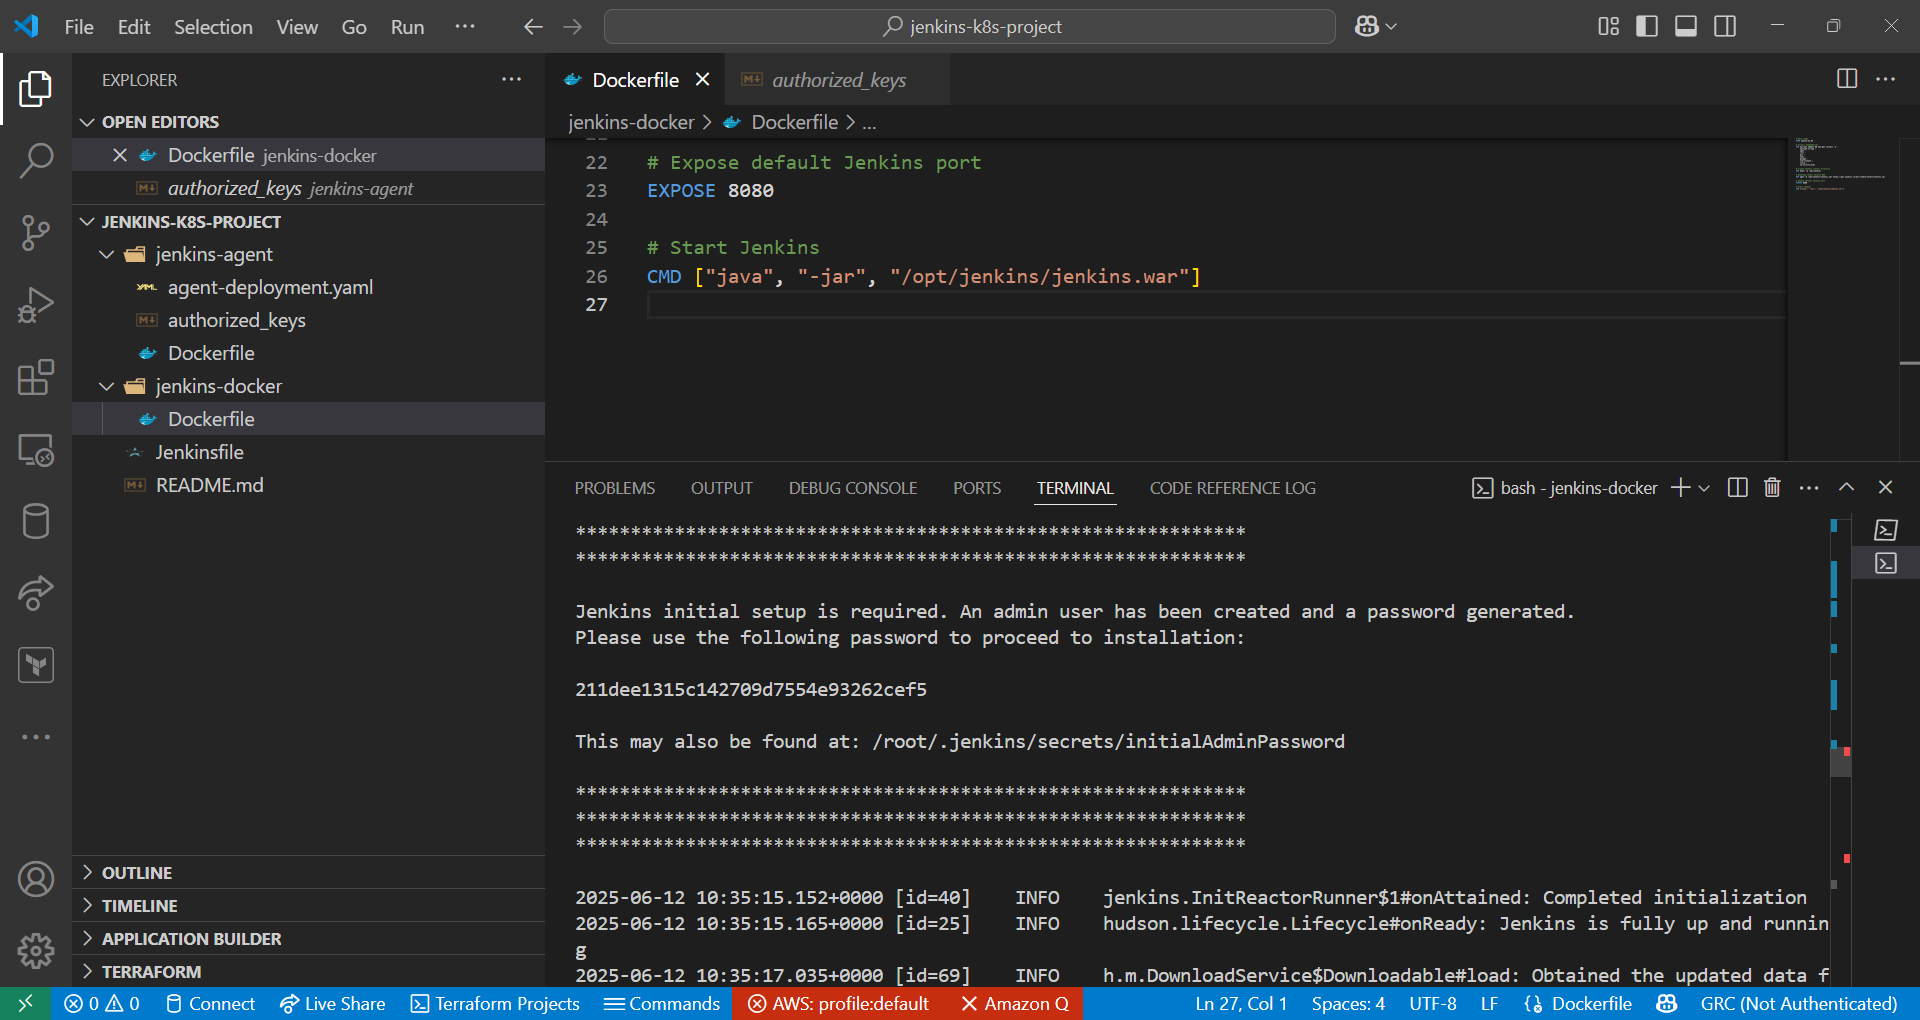 File Edit Selection View Go Run ···
jenkins-k8s-project
EXPLORER
OPEN EDITORS
Dockerfile jenkins-docker
authorized_keys jenkins-agent
JENKINS-K8S-PROJECT
jenkins-agent
agent-deployment.yaml
authorized_keys
Dockerfile
jenkins-docker
Dockerfile
Jenkinsfile
README.md
OUTLINE
TIMELINE
APPLICATION BUILDER
TERRAFORM
Dockerfile authorized_keys
jenkins-docker > Dockerfile > ...
22 # Expose default Jenkins port
23 EXPOSE 8080
24
25 # Start Jenkins
26 CMD ["java", "-jar", "/opt/jenkins/jenkins.war"]
27
PROBLEMS OUTPUT DEBUG CONSOLE PORTS TERMINAL CODE REFERENCE LOG bash - jenkins-docker
*************************************************************
*************************************************************
Jenkins initial setup is required. An admin user has been created and a password generated.
Please use the following password to proceed to installation:
211dee1315c142709d7554e93262cef5
This may also be found at: /root/.jenkins/secrets/initialAdminPassword
*************************************************************
*************************************************************
*************************************************************
2025-06-12 10:35:15.152+0000 [id=40] INFO jenkins.InitReactorRunner$1#onAttained: Completed initialization
2025-06-12 10:35:15.165+0000 [id=25] INFO hudson.lifecycle.Lifecycle#onReady: Jenkins is fully up and runnin
g
2025-06-12 10:35:17.035+0000 [id=69] INFO h.m.DownloadService$Downloadable#load: Obtained the updated data f
0 0 Connect Live Share Terraform Projects Commands AWS: profile:default Amazon Q Ln 27, Col 1 Spaces: 4 UTF-8 LF Dockerfile GRC (Not Authenticated)